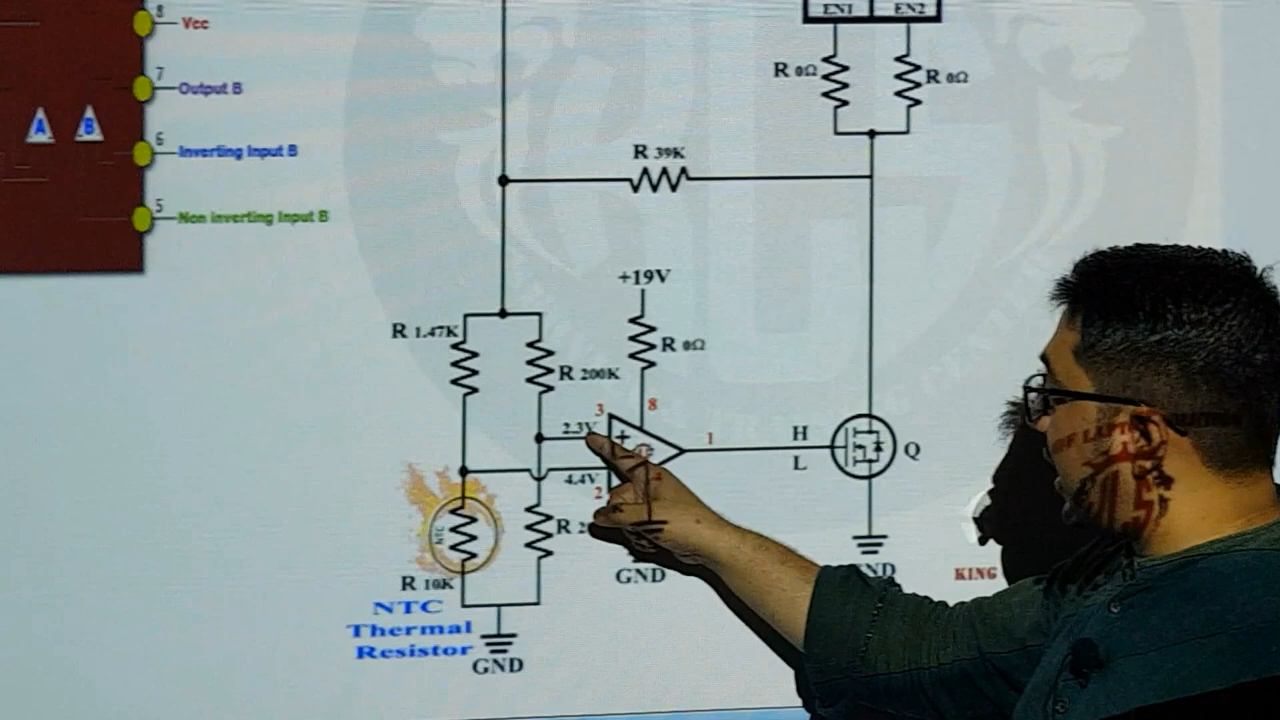 8
Vcc
7
Output B
A B
6
Inverting Input B
5
Non inverting Input B
EN1 EN2
R 0Ω
R 0Ω
R 39K
+19V
R 0Ω
R 1.47K
R 200K
3
8
2.3V
+
1
H
L
Q
4.4V
2
NTC
R 10K
NTC
Thermal
Resistor
GND
GND
KING